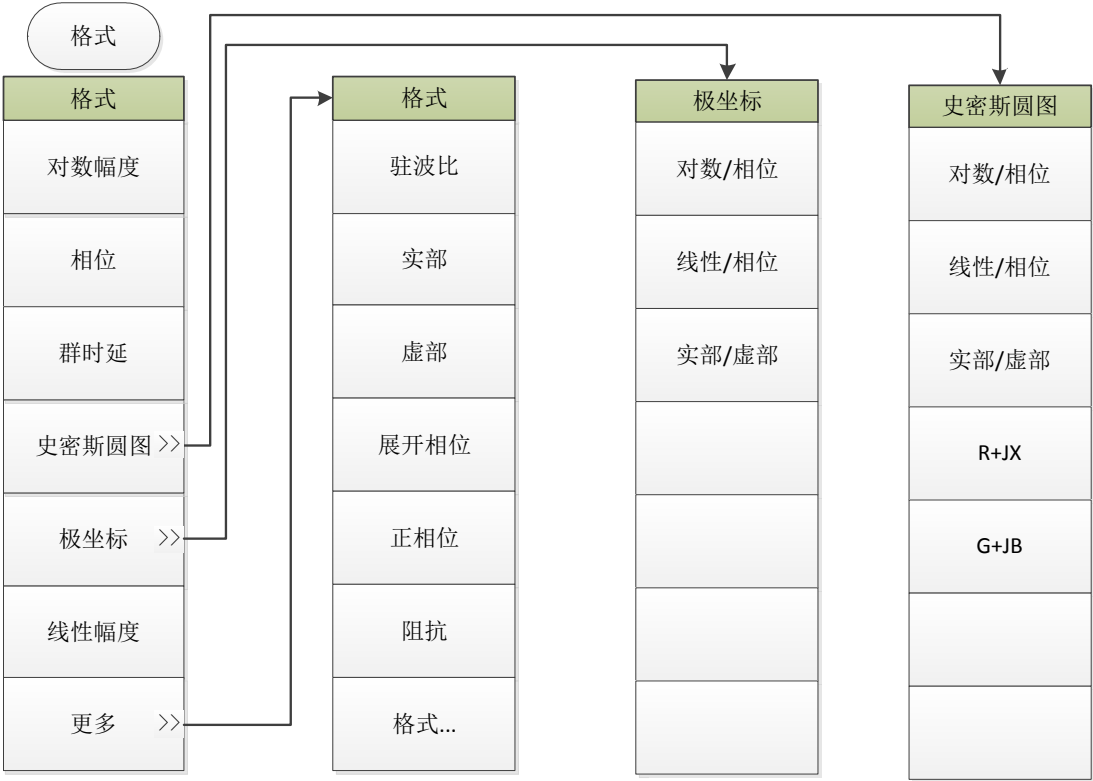 格式
格式
对数幅度
相位
群时延
史密斯圆图 >>
极坐标 >>
线性幅度
更多 >>
格式
驻波比
实部
虚部
展开相位
正相位
阻抗
格式...
极坐标
对数/相位
线性/相位
实部/虚部
史密斯圆图
对数/相位
线性/相位
实部/虚部
R+JX
G+JB